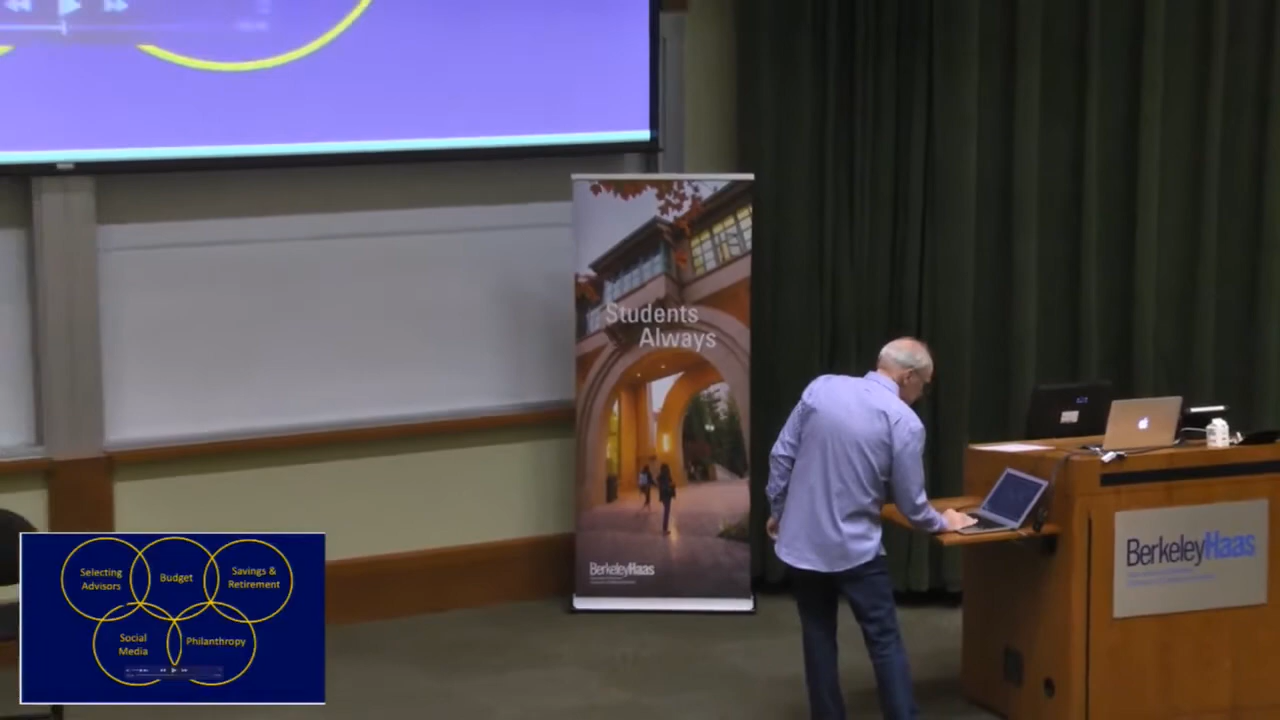 Students
Always
BerkeleyHaas
BerkeleyHaas
Selecting
Advisors
Budget
Savings &
Retirement
Social
Media
Philanthropy